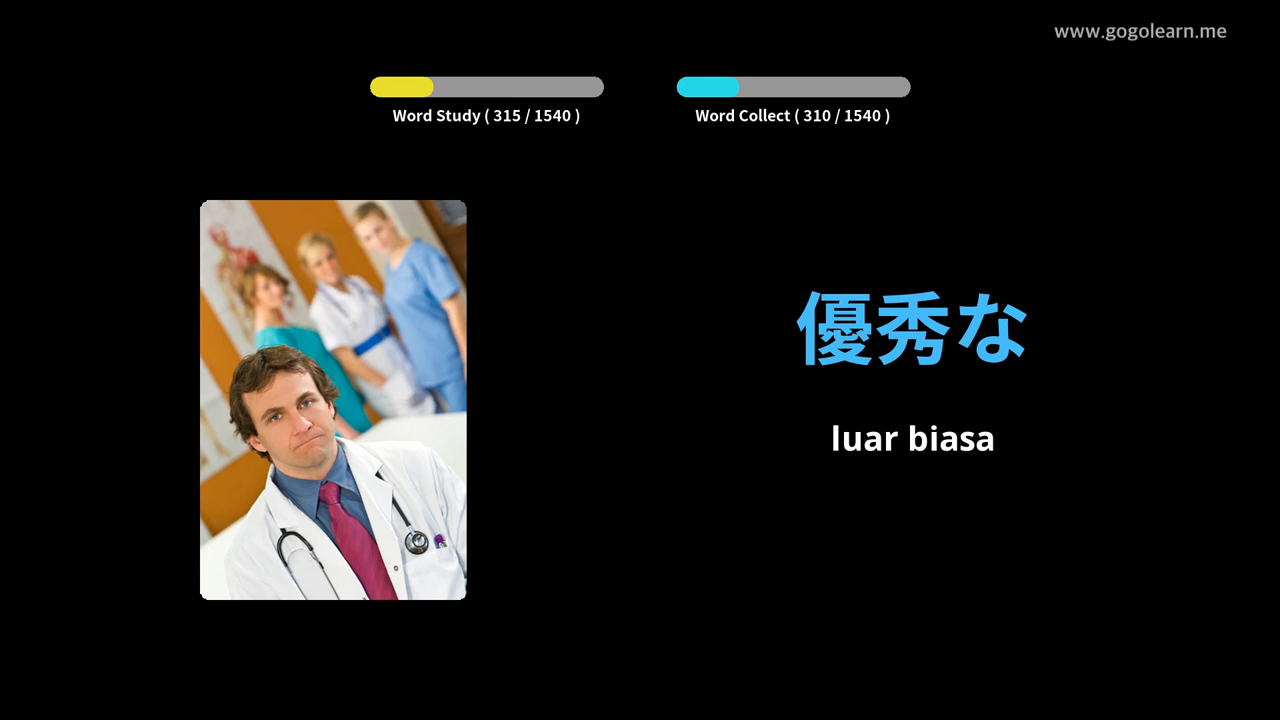 www.gogolearn.me
Word Study ( 315 / 1540 )
Word Collect ( 310 / 1540 )
優秀な
luar biasa